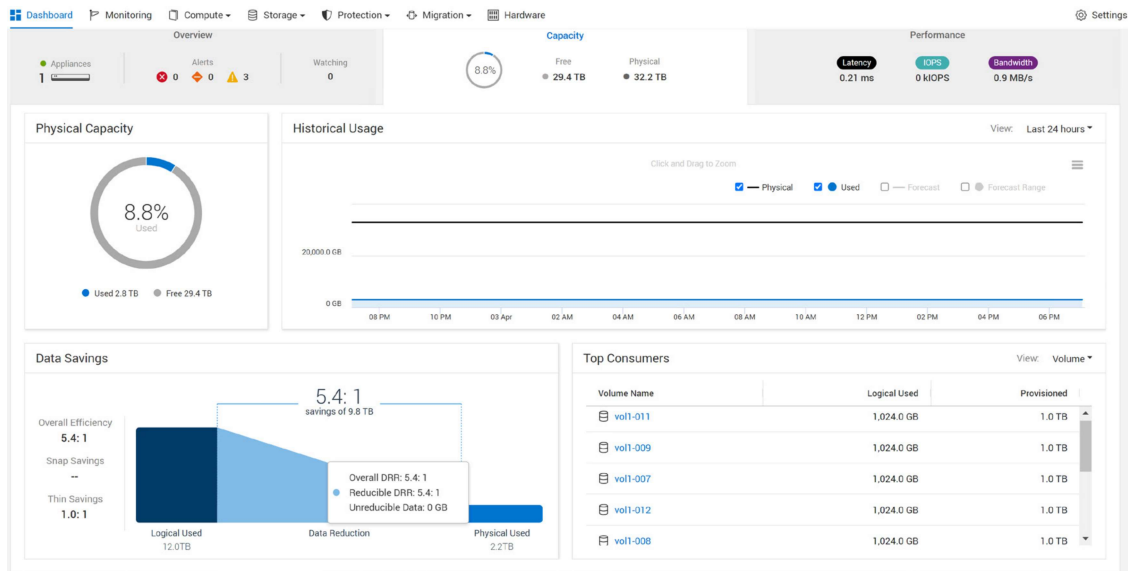 Dashboard Monitoring Compute Storage Protection Migration Hardware Settings
Overview
Appliances
1
Alerts
0 0 3
Watching
0
Capacity
8.8%
Free
29.4 TB
Physical
32.2 TB
Performance
Latency
0.21 ms
IOPS
0 kIOPS
Bandwidth
0.9 MB/s
Physical Capacity
8.8%
Used
Used 2.8 TB Free 29.4 TB
Historical Usage
View: Last 24 hours
Click and Drag to Zoom
Physical Used Forecast Forecast Range
20,000.0 GB
0 GB
08 PM 10 PM 03 Apr 02 AM 04 AM 06 AM 08 AM 10 AM 12 PM 02 PM 04 PM 06 PM
Data Savings
5.4: 1
savings of 9.8 TB
Overall Efficiency
5.4: 1
Snap Savings
--
Thin Savings
1.0: 1
Overall DRR: 5.4: 1
Reducible DRR: 5.4: 1
Unreducible Data: 0 GB
Logical Used
12.0TB
Data Reduction
Physical Used
2.2TB
Top Consumers
View: Volume
Volume Name Logical Used Provisioned
vol1-011 1,024.0 GB 1.0 TB
vol1-009 1,024.0 GB 1.0 TB
vol1-007 1,024.0 GB 1.0 TB
vol1-012 1,024.0 GB 1.0 TB
vol1-008 1,024.0 GB 1.0 TB